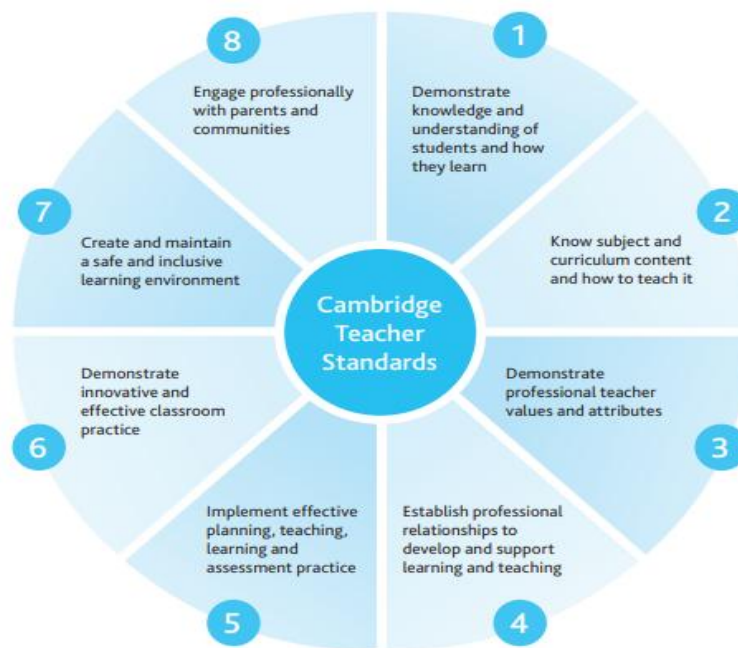 8
Engage professionally
with parents and
communities
1
Demonstrate
knowledge and
understanding of
students and how
they learn
7
Create and maintain
a safe and inclusive
learning environment
2
Know subject and
curriculum content
and how to teach it
Cambridge
Teacher
Standards
6
Demonstrate
innovative and
effective classroom
practice
3
Demonstrate
professional teacher
values and attributes
5
Implement effective
planning, teaching,
learning and
assessment practice
4
Establish professional
relationships to
develop and support
learning and teaching